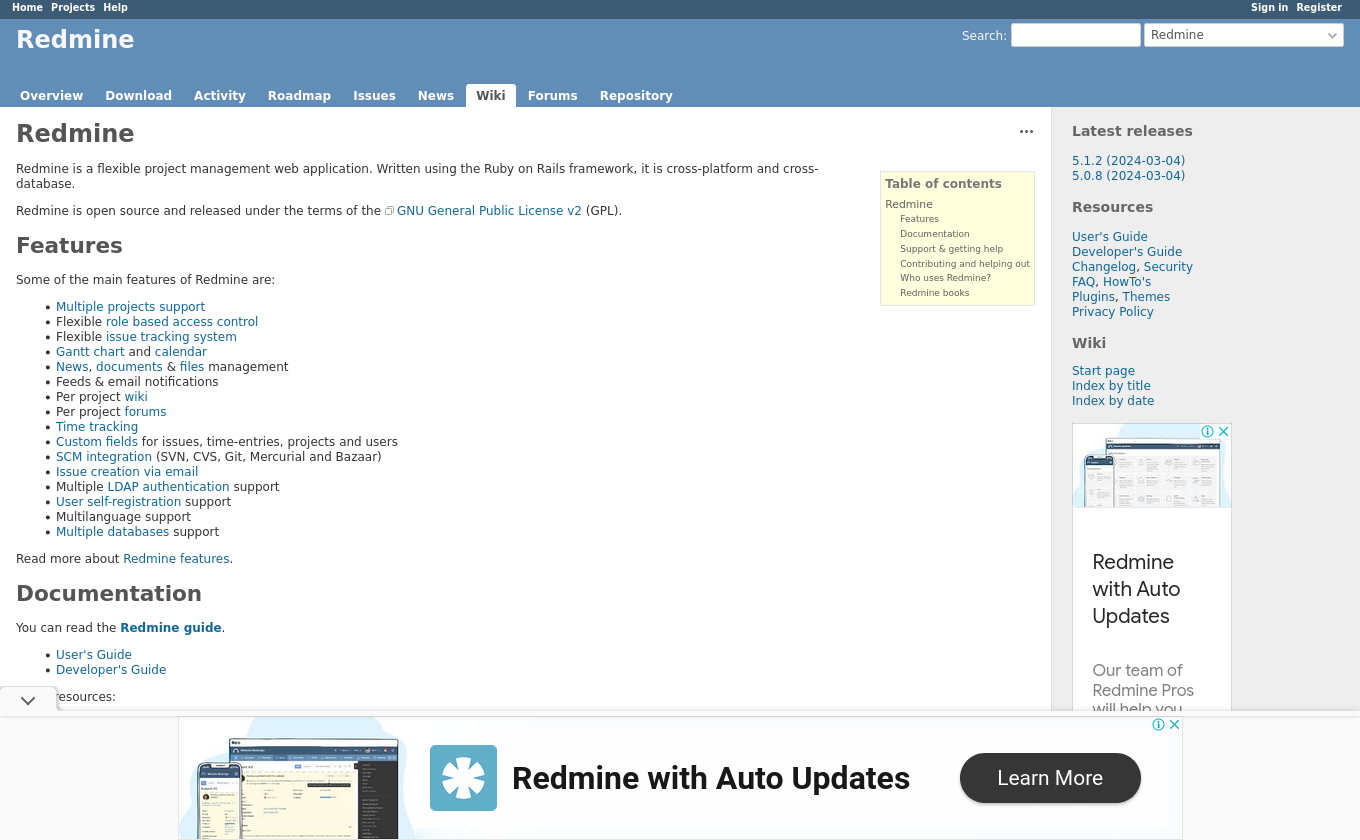 Home Projects Help
Sign in Register
Redmine
Search:
Redmine
Overview Download Activity Roadmap Issues News Wiki Forums Repository
Redmine
Redmine is a flexible project management web application. Written using the Ruby on Rails framework, it is cross-platform and cross-
database.
Redmine is open source and released under the terms of the GNU General Public License v2 (GPL).
Table of contents
Redmine
Features
Documentation
Support & getting help
Contributing and helping out
Who uses Redmine?
Redmine books
Features
Some of the main features of Redmine are:
Multiple projects support
Flexible role based access control
Flexible issue tracking system
Gantt chart and calendar
News, documents & files management
Feeds & email notifications
Per project wiki
Per project forums
Time tracking
Custom fields for issues, time-entries, projects and users
SCM integration (SVN, CVS, Git, Mercurial and Bazaar)
Issue creation via email
Multiple LDAP authentication support
User self-registration support
Multilanguage support
Multiple databases support
Read more about Redmine features.
Documentation
You can read the Redmine guide.
User's Guide
Developer's Guide
resources:
Latest releases
5.1.2 (2024-03-04)
5.0.8 (2024-03-04)
Resources
User's Guide
Developer's Guide
Changelog, Security
FAQ, HowTo's
Plugins, Themes
Privacy Policy
Wiki
Start page
Index by title
Index by date
Redmine
with Auto
Updates
Our team of
Redmine Pros
will help you
Redmine with Auto Updates
Learn More